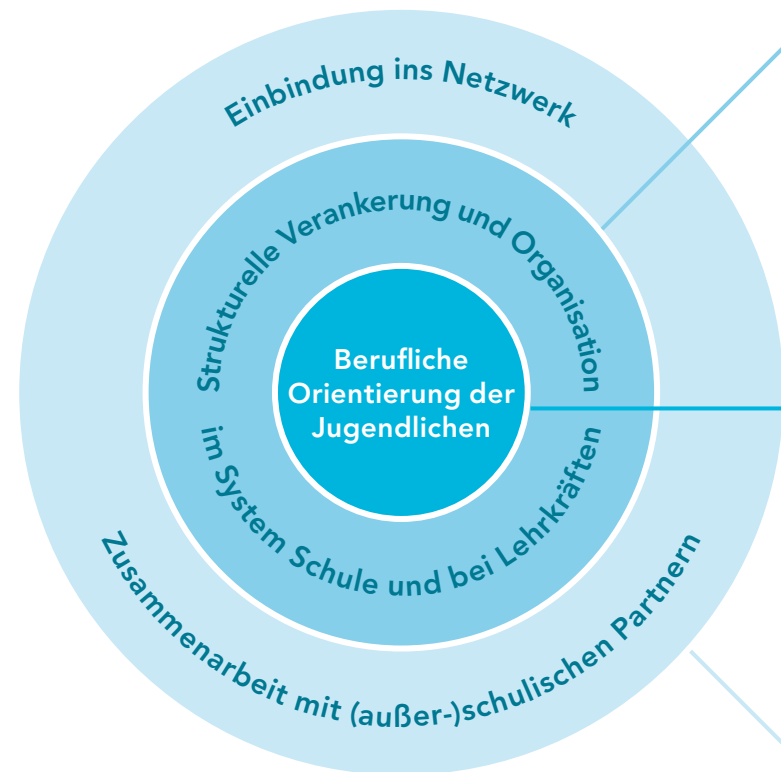 Einbindung ins Netzwerk
Strukturelle Verankerung und Organisation
Berufliche
Orientierung der
Jugendlichen
im System Schule und bei Lehrkräften
Zusammenarbeit mit (außer-)schulischen Partnern